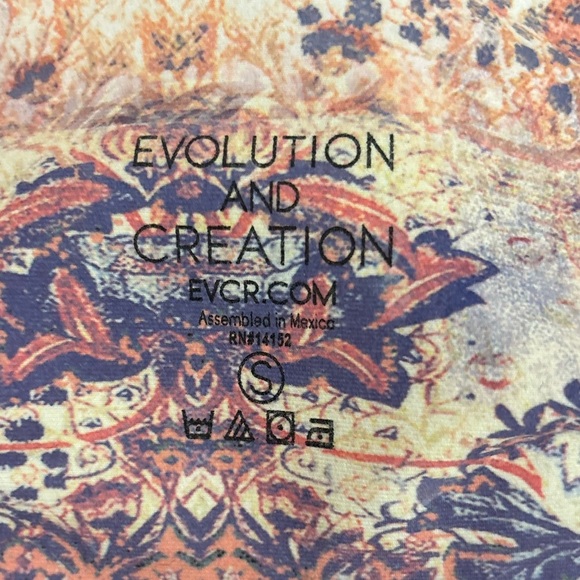 EVOLUTION
AND
CREATION
EVCR.COM
Assembled in Mexico
RN#14152
S